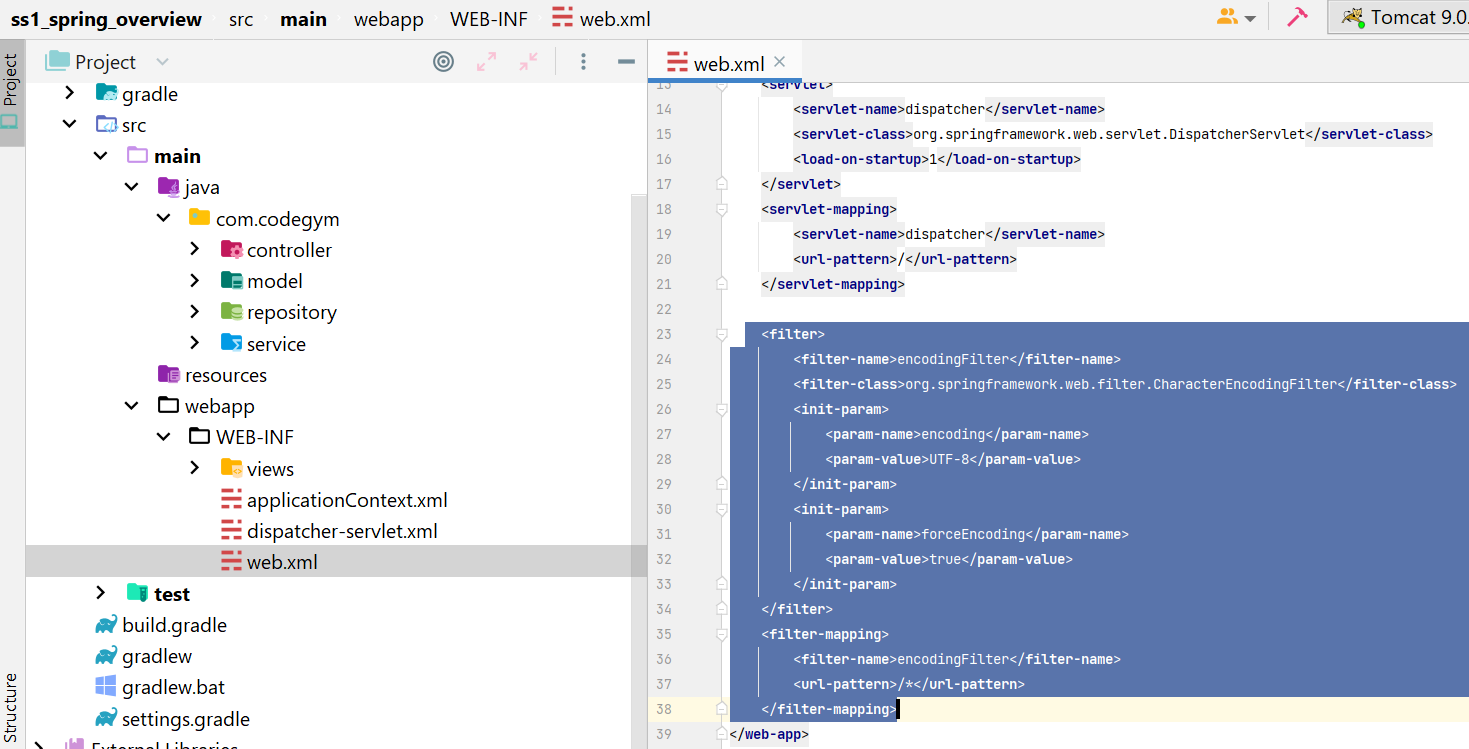 ss1_spring_overview src main webapp WEB-INF web.xml
Tomcat 9.0.
Project
Project
gradle
src
main
java
com.codegym
controller
model
repository
service
resources
webapp
WEB-INF
views
applicationContext.xml
dispatcher-servlet.xml
web.xml
test
build.gradle
gradlew
gradlew.bat
settings.gradle
External Libraries
Structure
web.xml
13 <servlet>
14 <servlet-name>dispatcher</servlet-name>
15 <servlet-class>org.springframework.web.servlet.DispatcherServlet</servlet-class>
16 <load-on-startup>1</load-on-startup>
17 </servlet>
18 <servlet-mapping>
19 <servlet-name>dispatcher</servlet-name>
20 <url-pattern>/</url-pattern>
21 </servlet-mapping>
22
23 <filter>
24 <filter-name>encodingFilter</filter-name>
25 <filter-class>org.springframework.web.filter.CharacterEncodingFilter</filter-class>
26 <init-param>
27 <param-name>encoding</param-name>
28 <param-value>UTF-8</param-value>
29 </init-param>
30 <init-param>
31 <param-name>forceEncoding</param-name>
32 <param-value>true</param-value>
33 </init-param>
34 </filter>
35 <filter-mapping>
36 <filter-name>encodingFilter</filter-name>
37 <url-pattern>/*</url-pattern>
38 </filter-mapping>
39 </web-app>